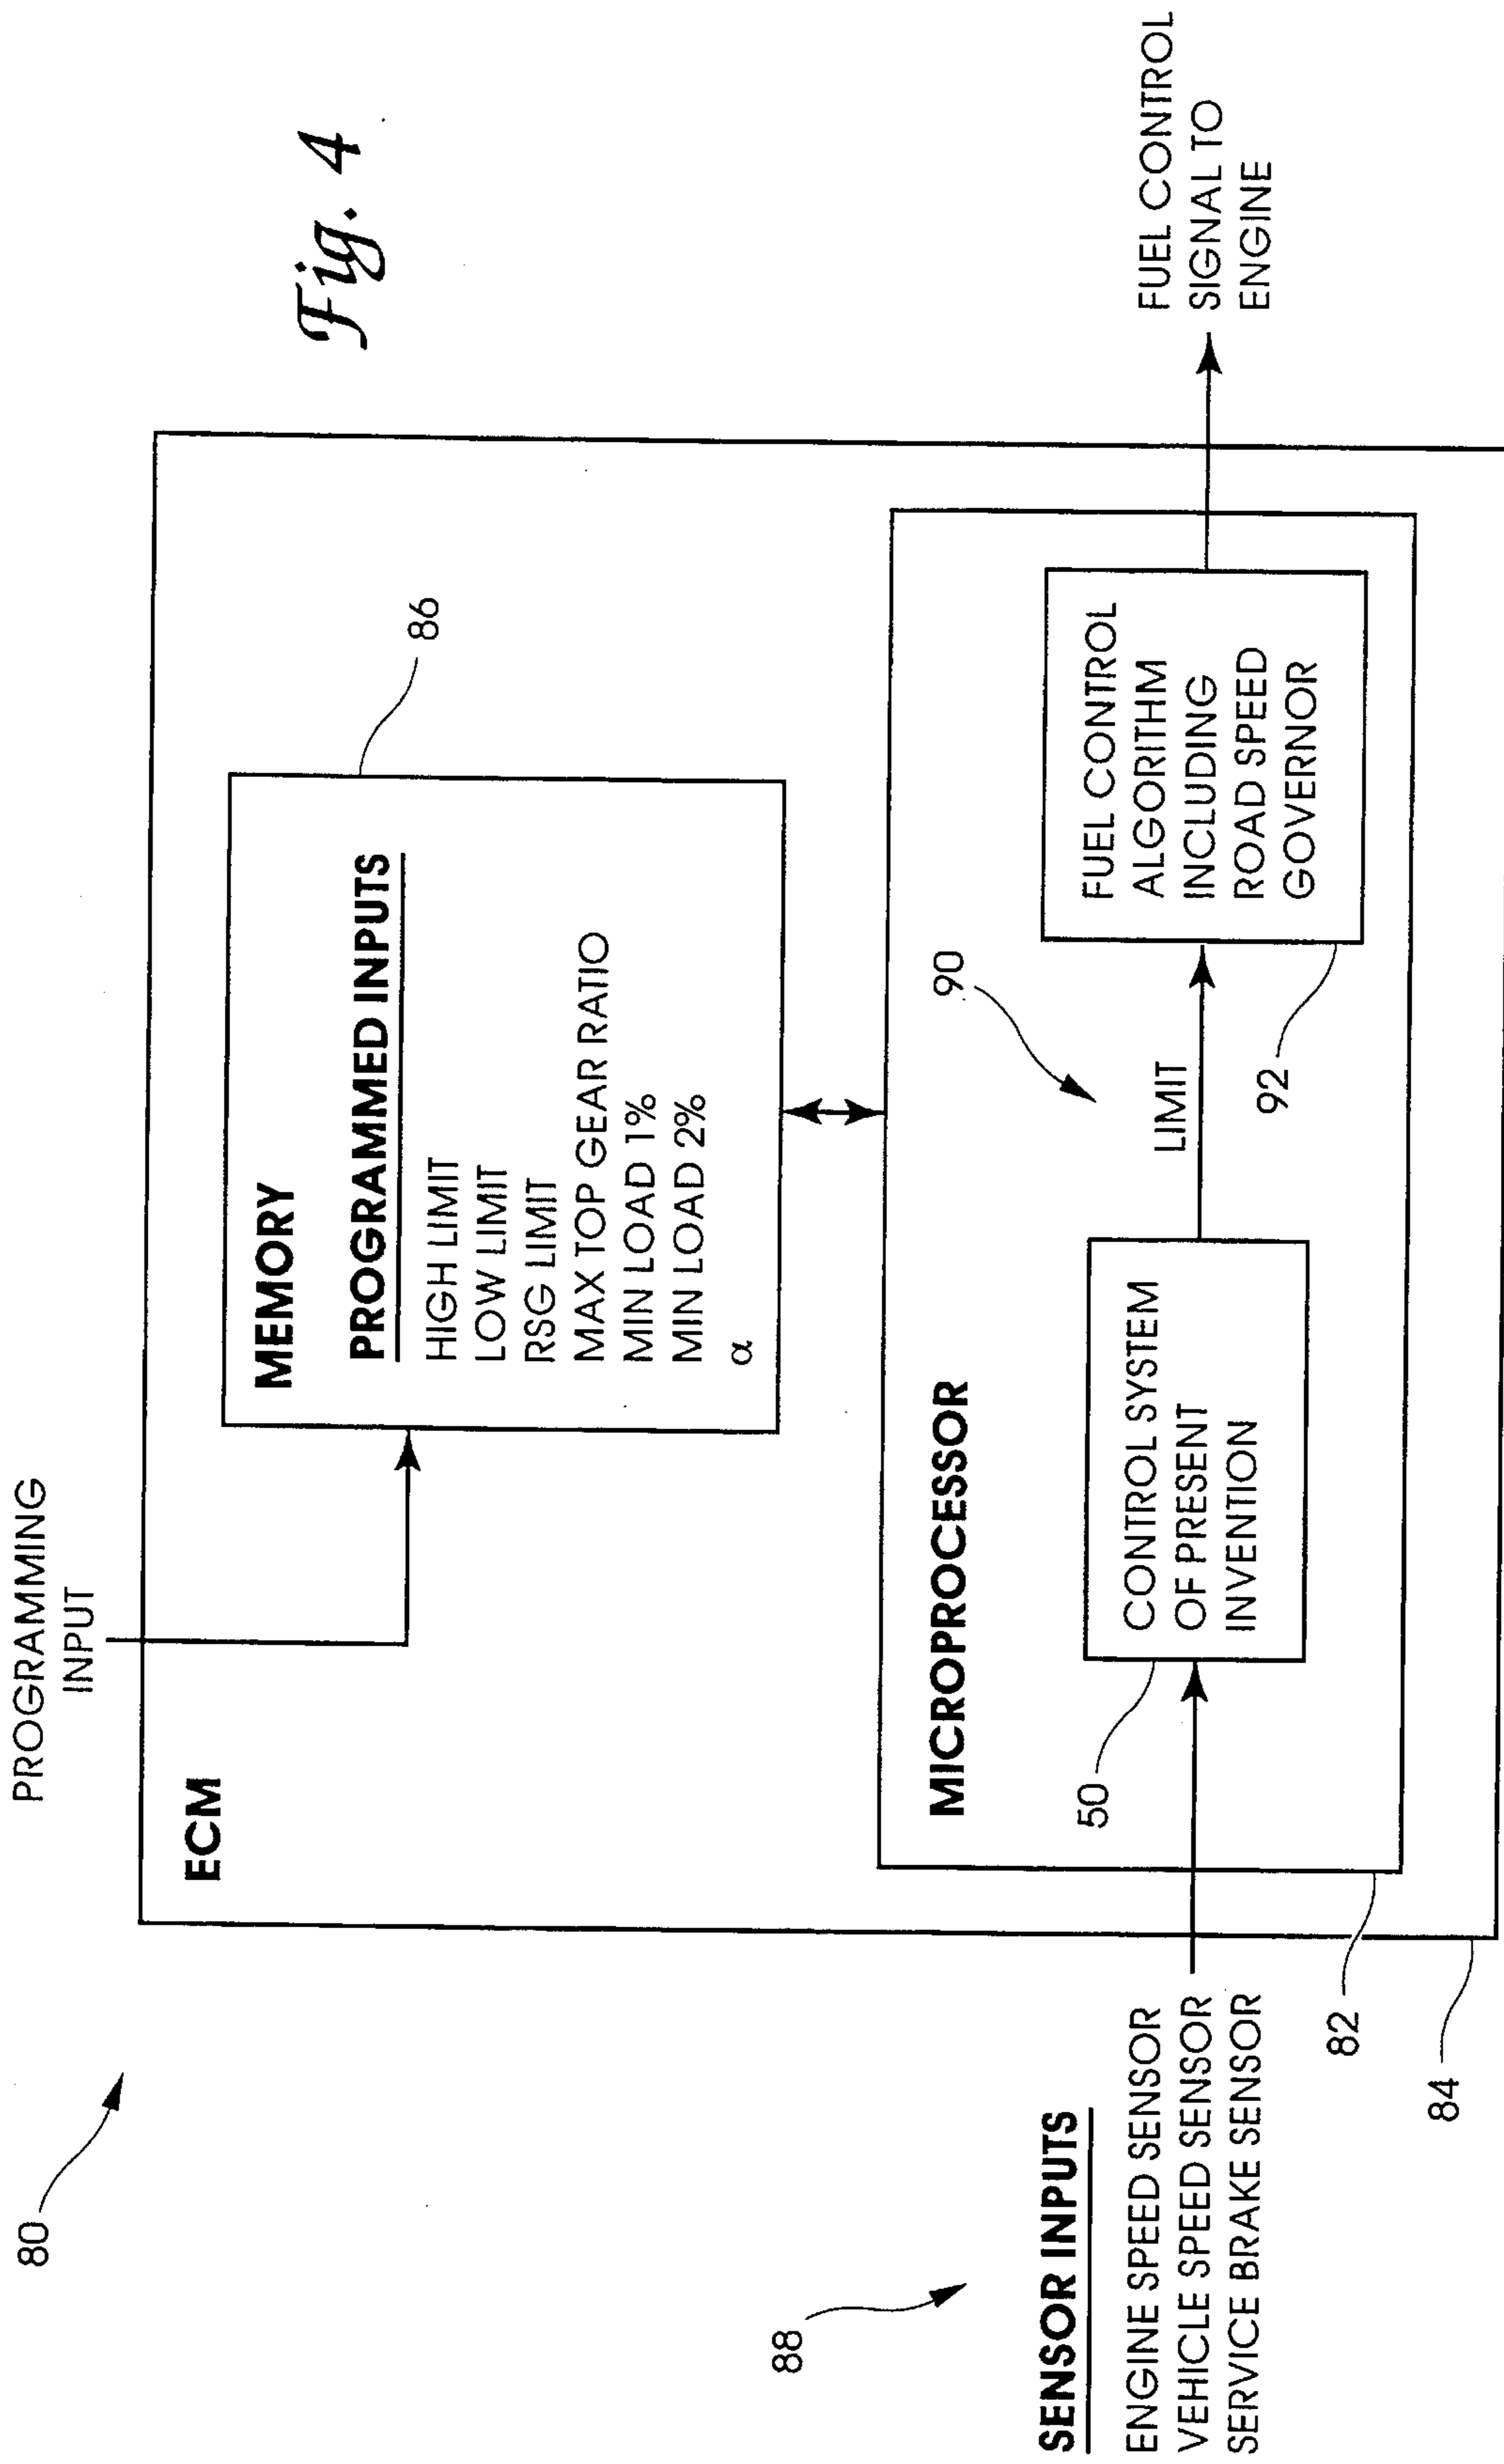 80
PROGRAMMING
INPUT
Fig. 4
ECM
MEMORY
86
PROGRAMMED INPUTS
HIGH LIMIT
LOW LIMIT
RSG LIMIT
MAX TOP GEAR RATIO
MIN LOAD 1%
MIN LOAD 2%
α
88
SENSOR INPUTS
ENGINE SPEED SENSOR
VEHICLE SPEED SENSOR
SERVICE BRAKE SENSOR
MICROPROCESSOR
90
50
CONTROL SYSTEM
OF PRESENT
INVENTION
LIMIT
92
FUEL CONTROL
ALGORITHM
INCLUDING
ROAD SPEED
GOVERNOR
FUEL CONTROL
SIGNAL TO
ENGINE
82
84